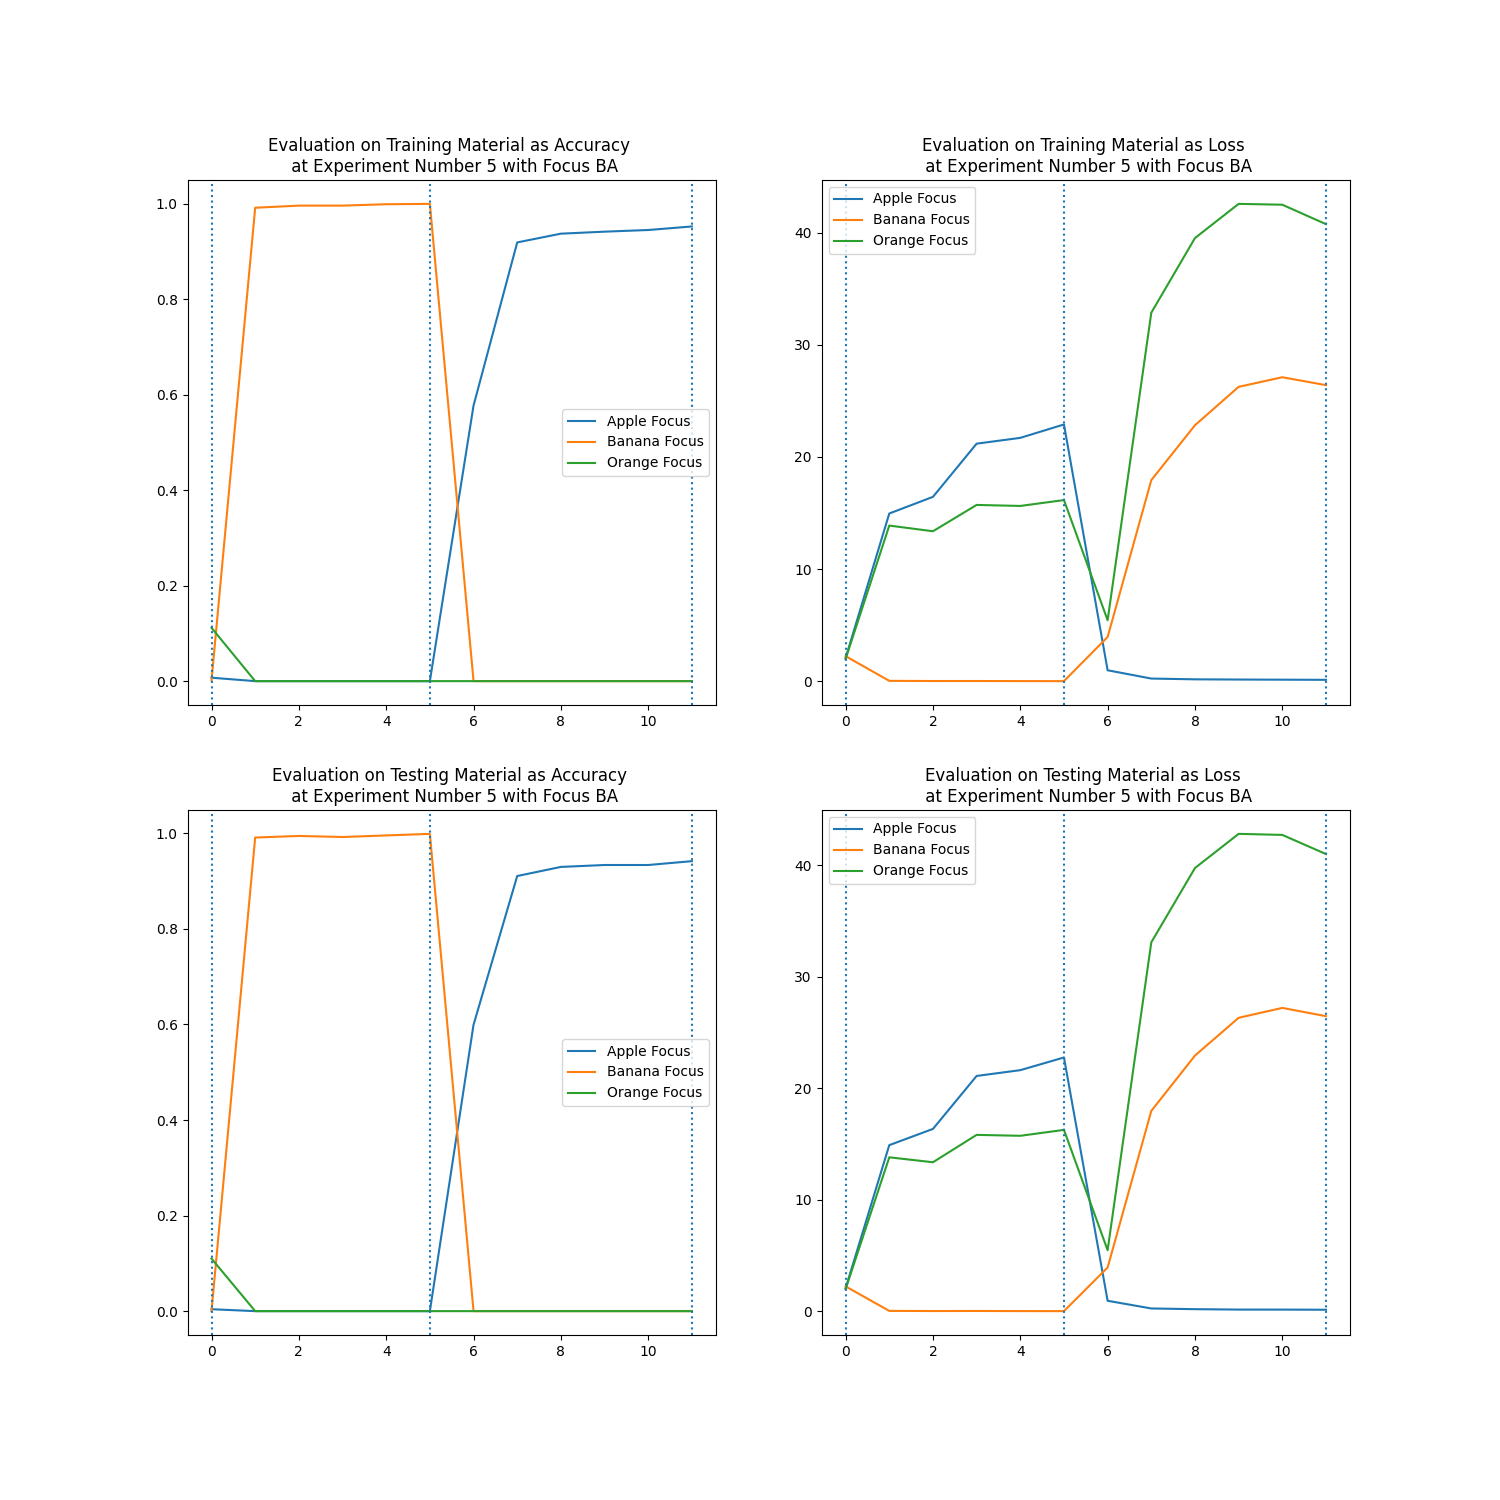 Evaluation on Training Material as Accuracy
at Experiment Number 5 with Focus BA
1.0
0.8
0.6
0.4
0.2
0.0
0 2 4 6 8 10
Apple Focus
Banana Focus
Orange Focus
Evaluation on Training Material as Loss
at Experiment Number 5 with Focus BA
Apple Focus
Banana Focus
Orange Focus
40
30
20
10
0
0 2 4 6 8 10
Evaluation on Testing Material as Accuracy
at Experiment Number 5 with Focus BA
1.0
0.8
0.6
0.4
0.2
0.0
0 2 4 6 8 10
Apple Focus
Banana Focus
Orange Focus
Evaluation on Testing Material as Loss
at Experiment Number 5 with Focus BA
Apple Focus
Banana Focus
Orange Focus
40
30
20
10
0
0 2 4 6 8 10